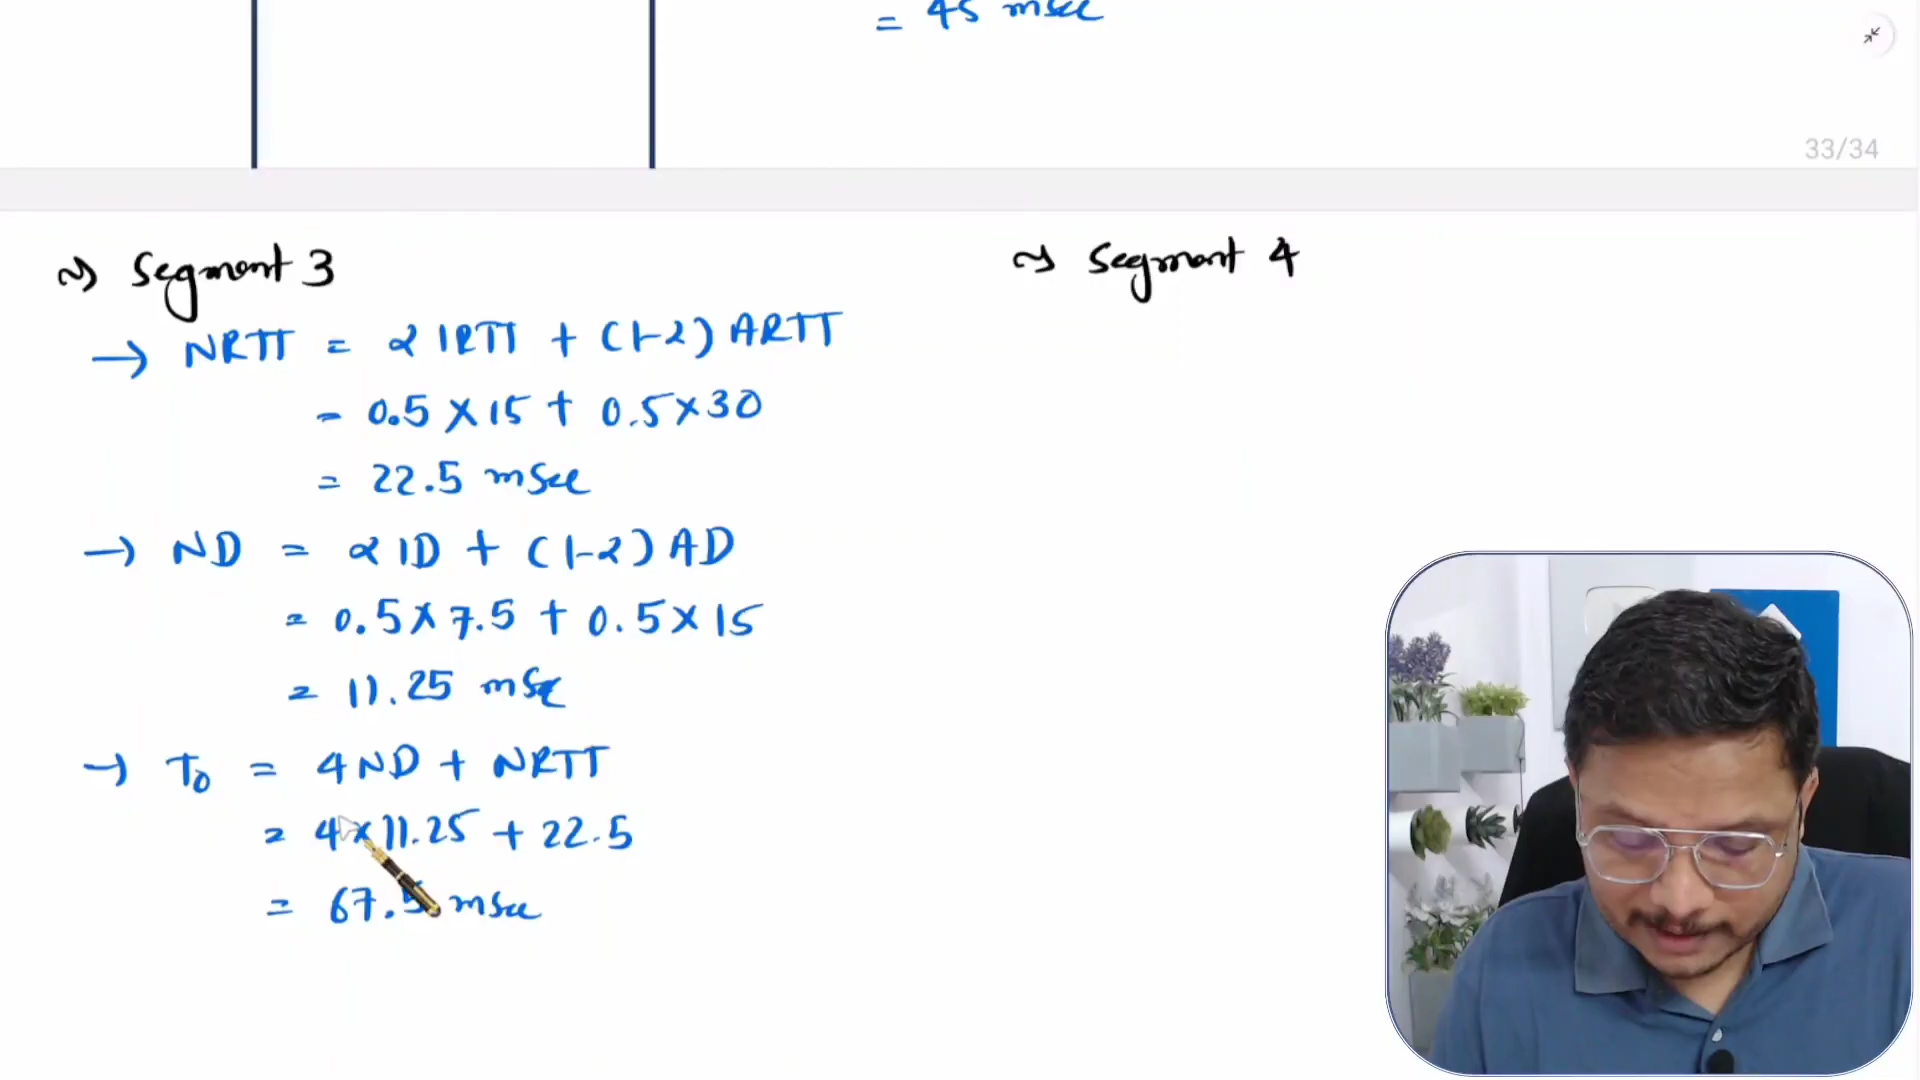 = 45 msec
33/34
~> Segment 3
→ NRTT = α IRTT + (1-α) ARTT
= 0.5 × 15 + 0.5 × 30
= 22.5 msec
→ ND = α ID + (1-α) AD
= 0.5 × 7.5 + 0.5 × 15
= 11.25 msec
→ T0 = 4ND + NRTT
= 4 × 11.25 + 22.5
= 67.5 msec
~> Segment 4